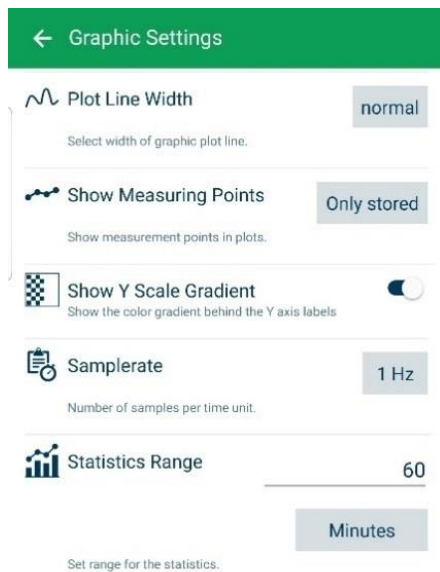 Graphic Settings
Plot Line Width
normal
Select width of graphic plot line.
Show Measuring Points
Only stored
Show measurement points in plots.
Show Y Scale Gradient
Show the color gradient behind the Y axis labels
Samplerate
1 Hz
Number of samples per time unit.
Statistics Range
60
Minutes
Set range for the statistics.